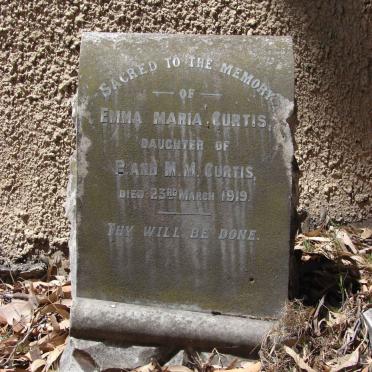 SACRED TO THE MEMORY
OF
EMMA MARIA CURTIS,
DAUGHTER OF
AND M. M. CURTIS,
DIED 23RD MARCH 1919.
THY WILL BE DONE.